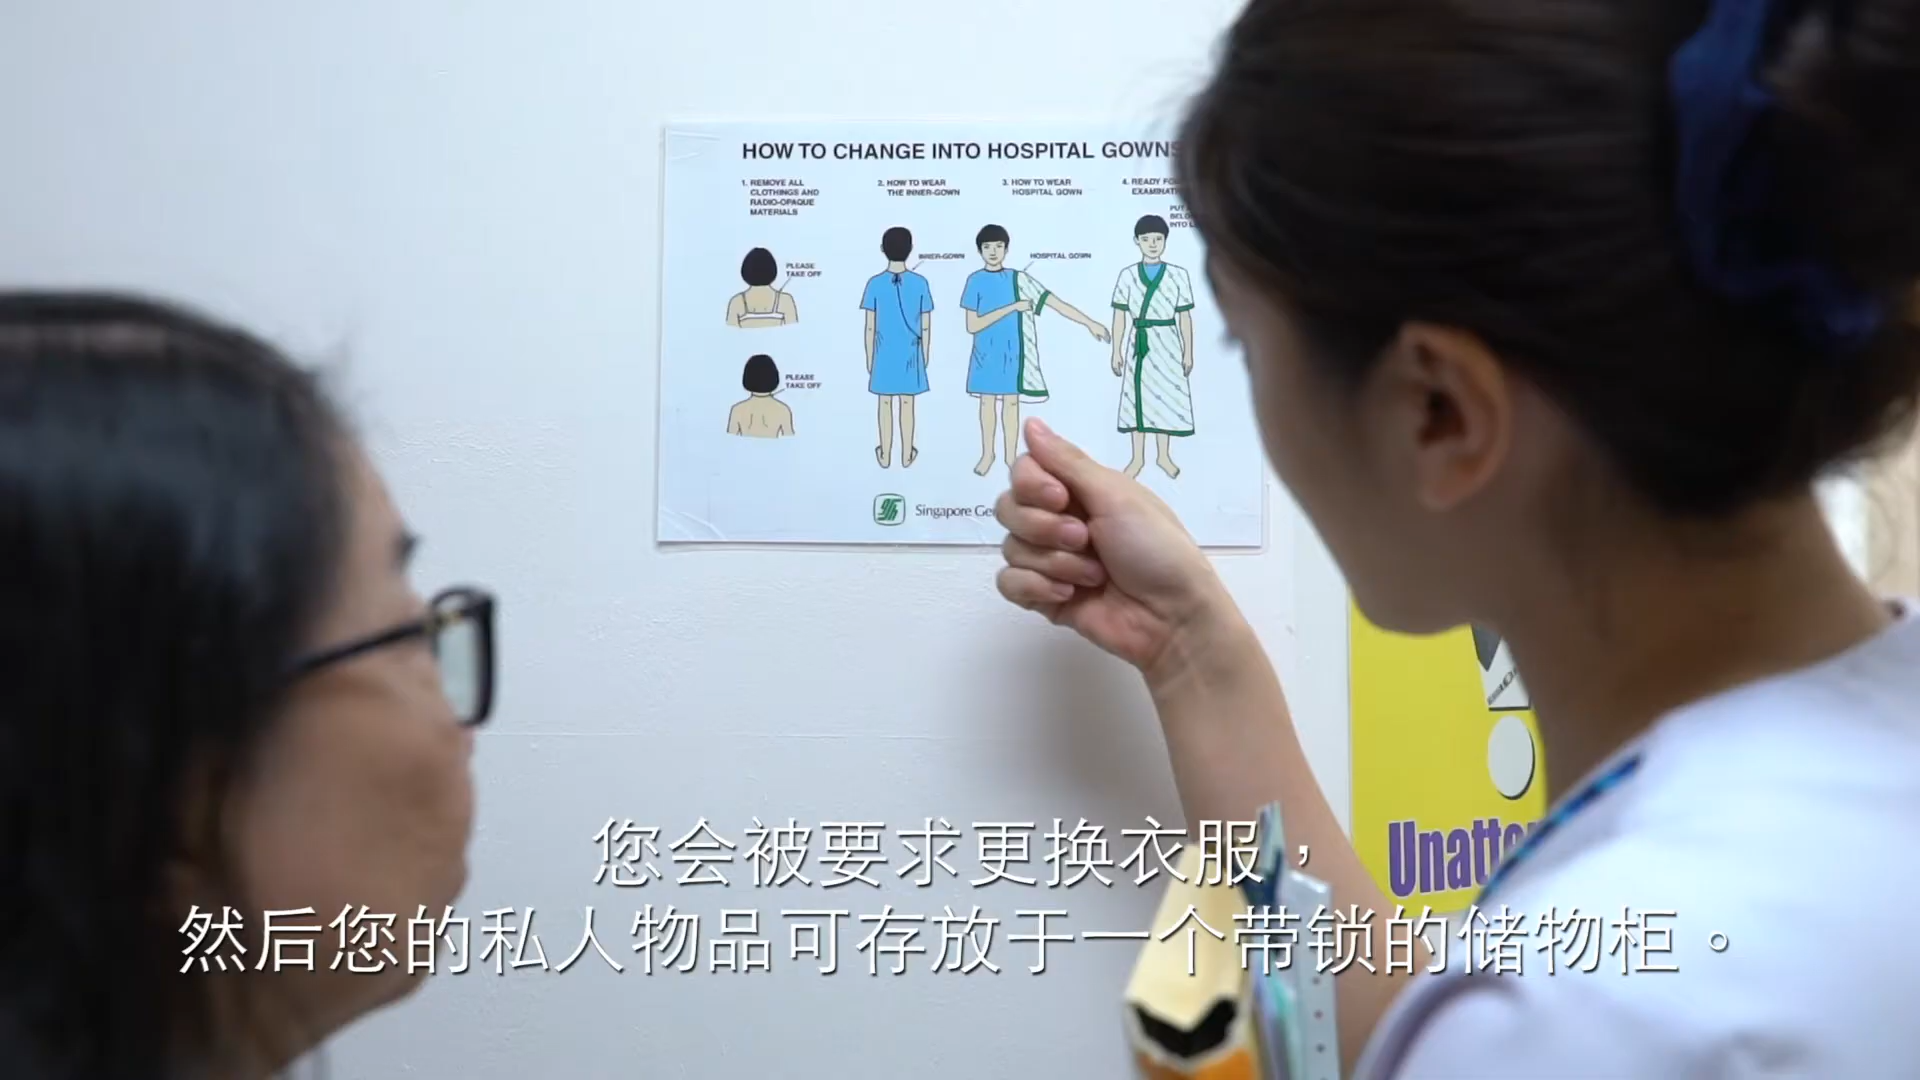 HOW TO CHANGE INTO HOSPITAL GOWNS
1. REMOVE ALL
CLOTHINGS AND
RADIO-OPAQUE
MATERIALS
2. HOW TO WEAR
THE INNER-GOWN
3. HOW TO WEAR
HOSPITAL GOWN
4. READY
PLEASE
TAKE OFF
INNER-GOWN
HOSPITAL GOWN
PLEASE
TAKE OFF
Singapore
您会被要求更换衣服，
然后您的私人物品可存放于一个带锁的储物柜。